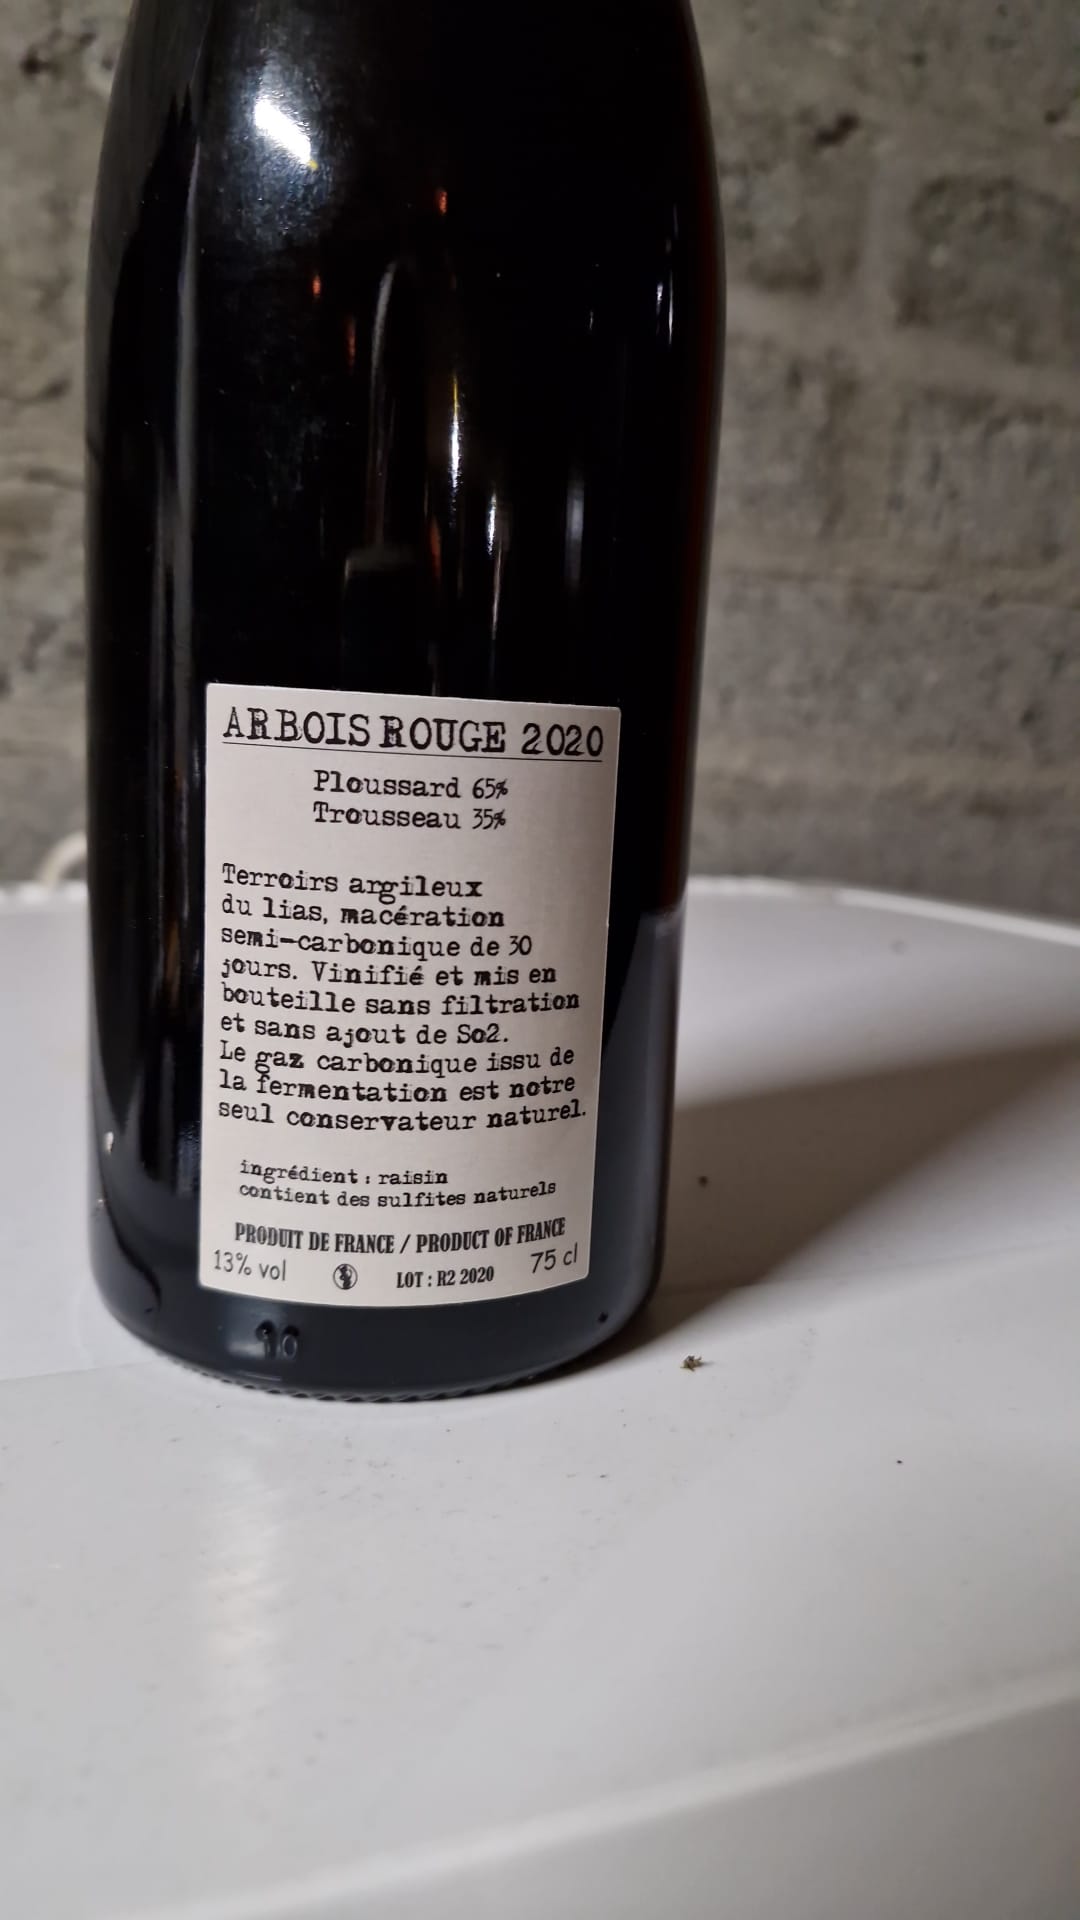 ARBOIS ROUGE 2020
Ploussard 65%
Trousseau 35%
Terroirs argileux
du lias, macération
semi-carbonique de 30
jours. Vinifié et mis en
bouteille sans filtration
et sans ajout de So2.
Le gaz carbonique issu de
la fermentation est notre
seul conservateur naturel.
ingrédient : raisin
contient des sulfites naturels
PRODUIT DE FRANCE / PRODUCT OF FRANCE
13% vol LOT : R2 2020 75 cl